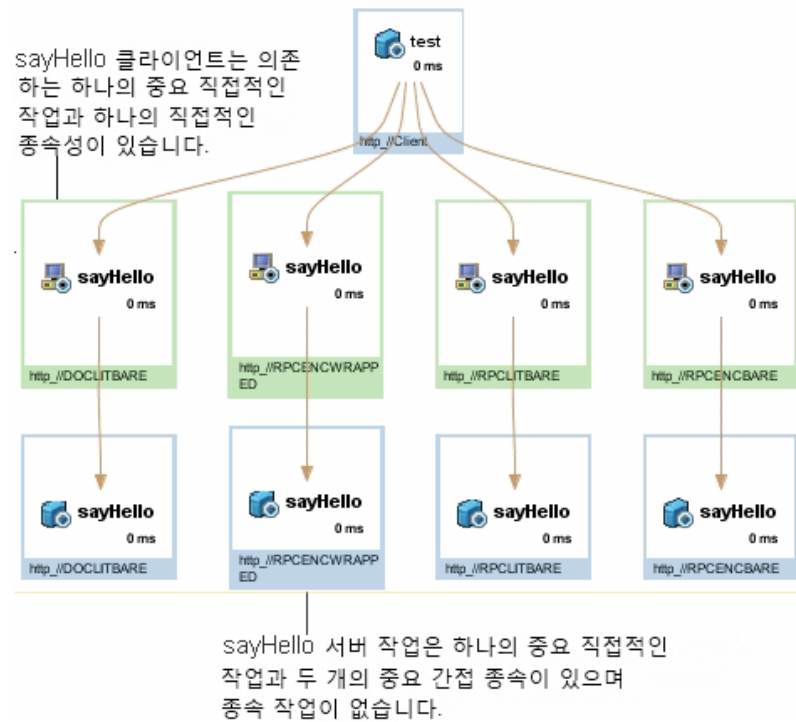 test
0 ms
http_//Client
sayHello 클라이언트는 의존
하는 하나의 중요 직접적인
작업과 하나의 직접적인
종속성이 있습니다.
sayHello
0 ms
http_//DOCLITBARE
sayHello
0 ms
http_//RPCENCWRAPP
ED
sayHello
0 ms
http_//RPCLITBARE
sayHello
0 ms
http_//RPCENCBARE
sayHello
0 ms
http_//DOCLITBARE
sayHello
0 ms
http_//RPCENCWRAPP
ED
sayHello
0 ms
http_//RPCLITBARE
sayHello
0 ms
http_//RPCENCBARE
sayHello 서버 작업은 하나의 중요 직접적인
작업과 두 개의 중요 간접 종속이 있으며
종속 작업이 없습니다.